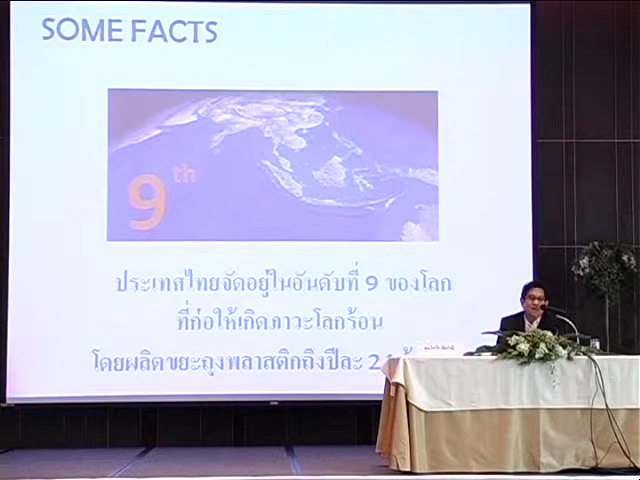 SOME FACTS
9th
ประเทศไทยจัดอยู่ในอันดับที่ 9 ของโลก
ที่ก่อให้เกิดภาวะโลกร้อน
โดยผลิตขยะถุงพลาสติกถึงปีละ